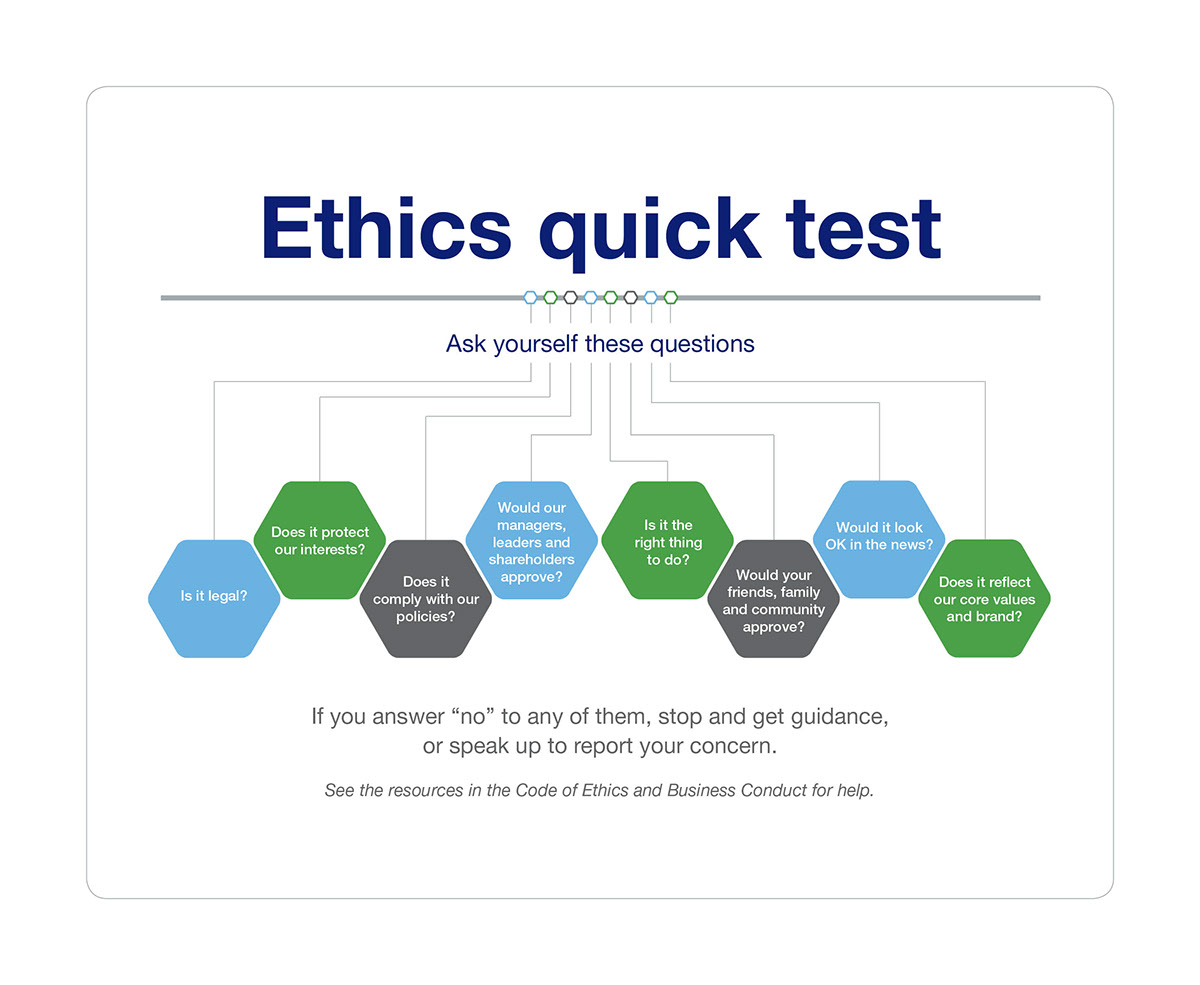 Ethics quick test
Ask yourself these questions
Is it legal?
Does it protect
our interests?
Does it
comply with our
policies?
Would our
managers,
leaders and
shareholders
approve?
Is it the
right thing
to do?
Would your
friends, family
and community
approve?
Would it look
OK in the news?
Does it reflect
our core values
and brand?
If you answer “no” to any of them, stop and get guidance,
or speak up to report your concern.
See the resources in the Code of Ethics and Business Conduct for help.